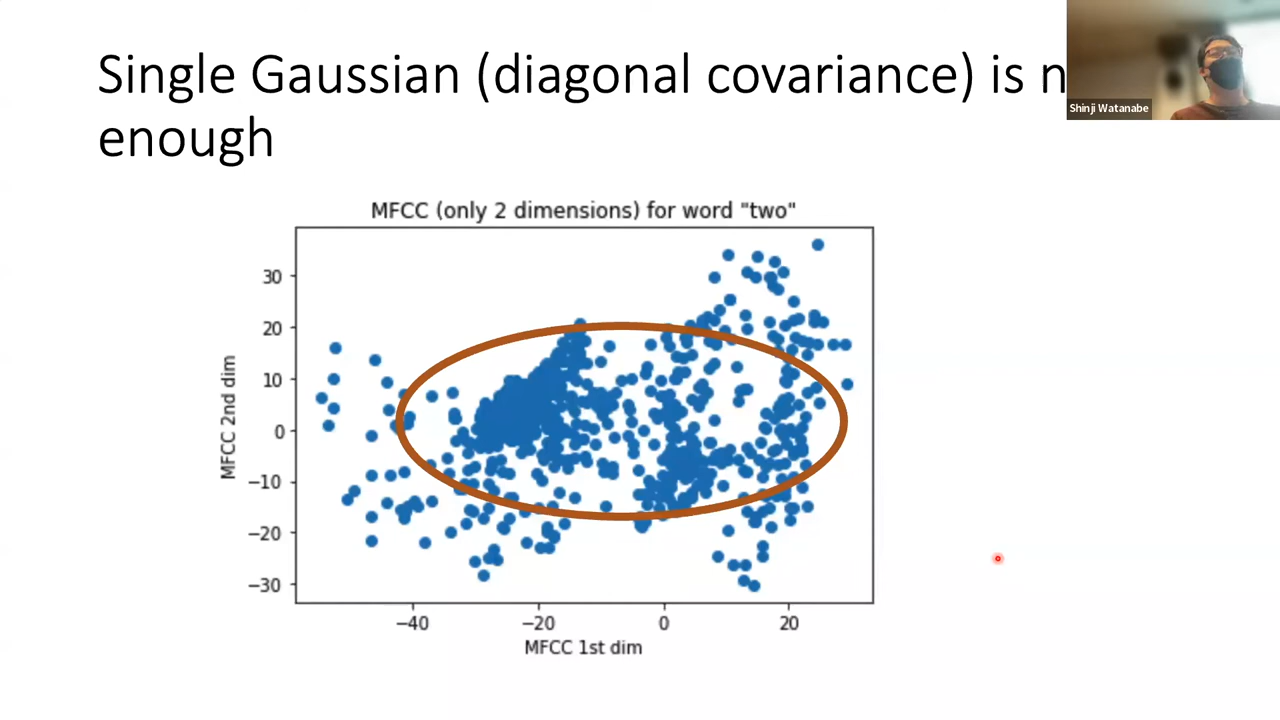 Single Gaussian (diagonal covariance) is
enough
Shinji Watanabe
MFCC (only 2 dimensions) for word "two"
MFCC 2nd dim
30
20
10
0
−10
−20
−30
−40
−20
0
20
MFCC 1st dim